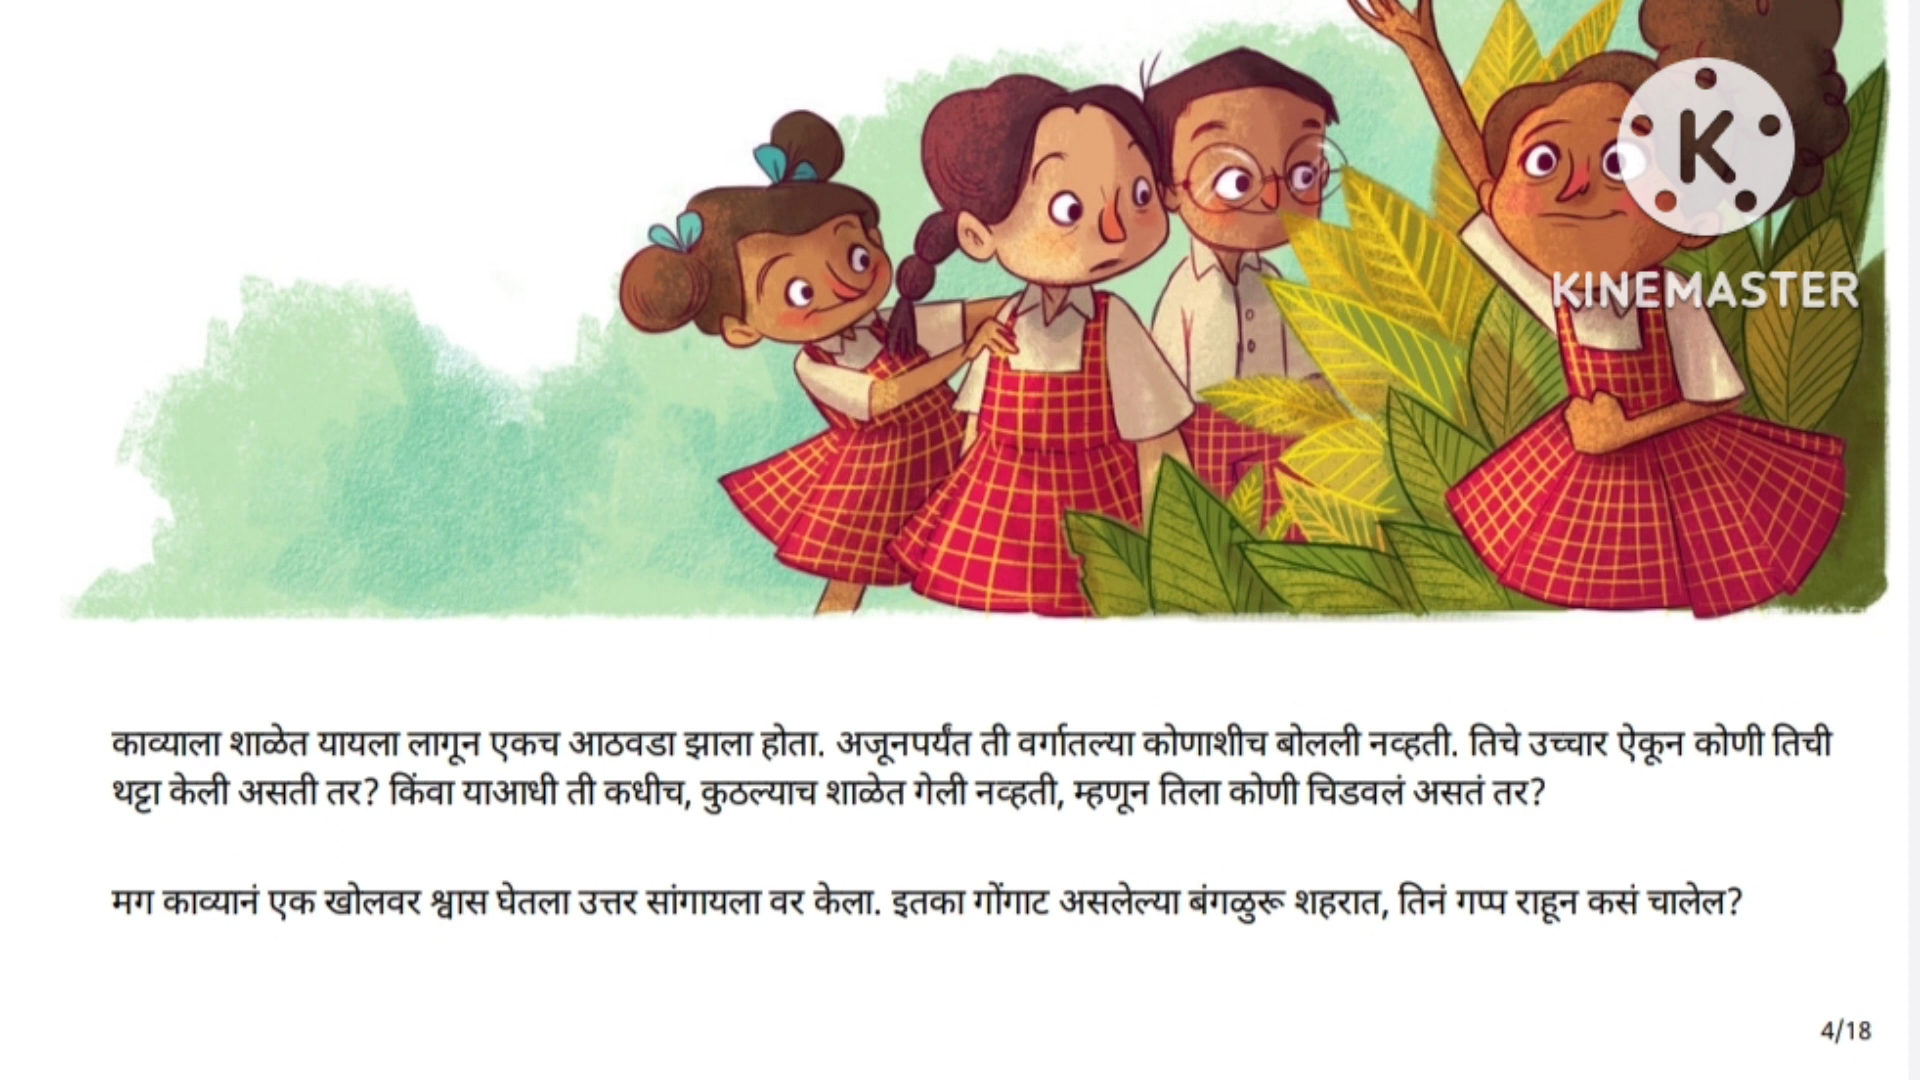 K
KINEMASTER
काव्याला शाळेत यायला लागून एकच आठवडा झाला होता. अजूनपर्यंत ती वर्गातल्या कोणाशीच बोलली नव्हती. तिचे उच्चार ऐकून कोणी तिची
थट्टा केली असती तर? किंवा याआधी ती कधीच, कुठल्याच शाळेत गेली नव्हती, म्हणून तिला कोणी चिडवलं असतं तर?
मग काव्यानं एक खोलवर श्वास घेतला उत्तर सांगायला वर केला. इतका गोंगाट असलेल्या बंगळुरू शहरात, तिनं गप्प राहून कसं चालेल?
4/18